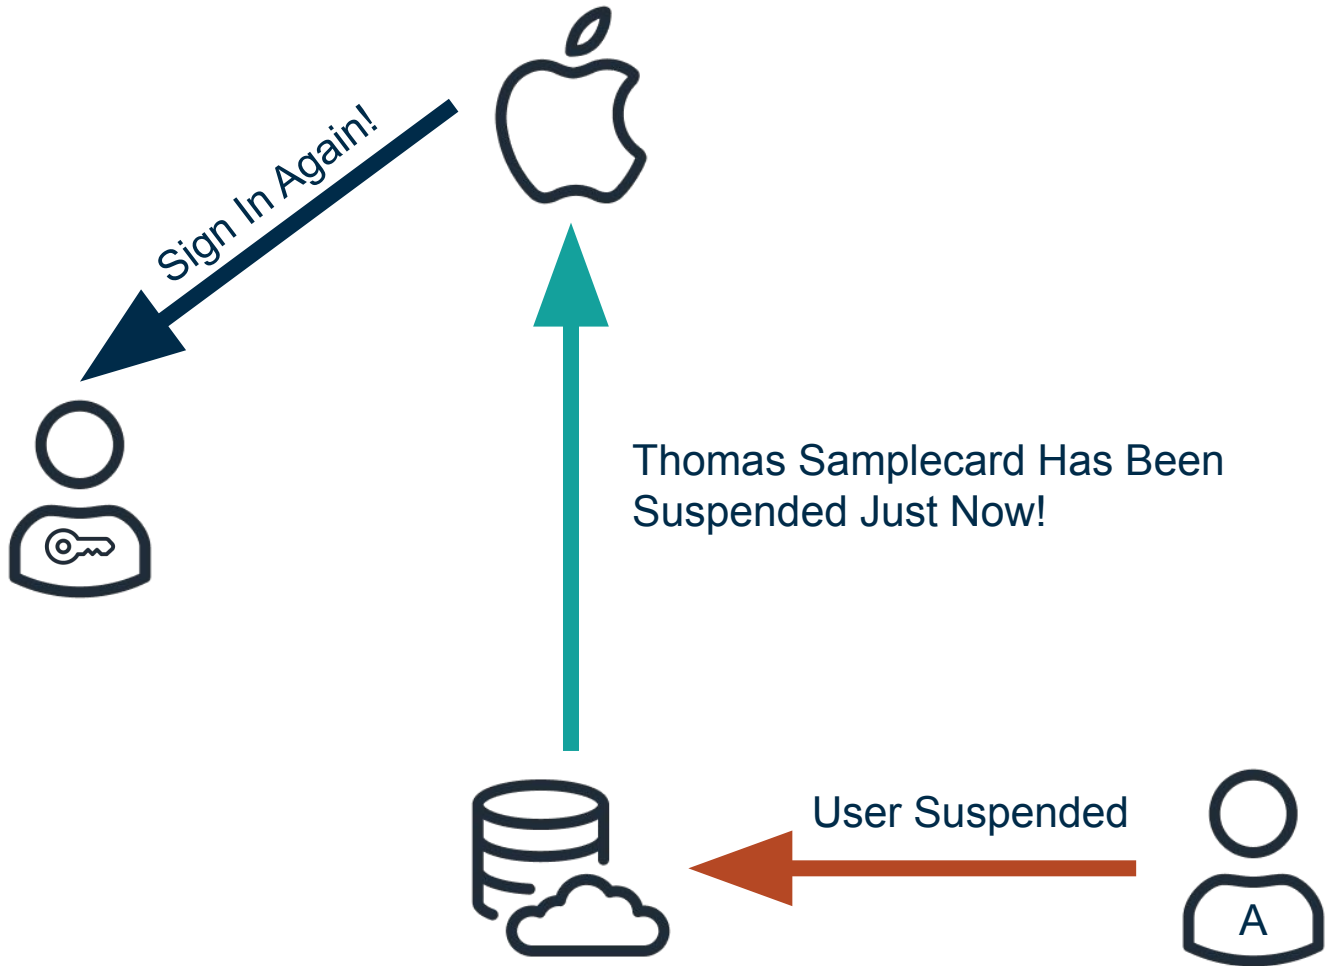 Sign In Again!
Thomas Samplecard Has Been
Suspended Just Now!
User Suspended
A